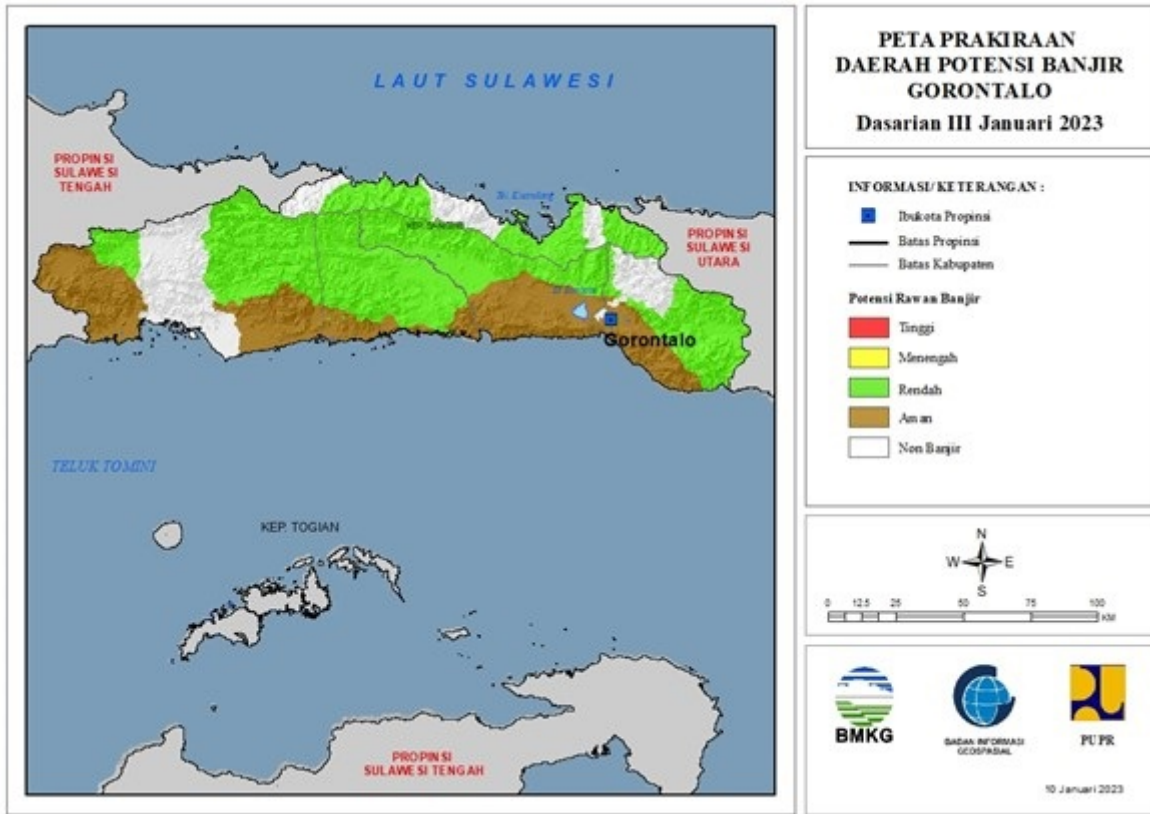 LAUT SULAWESI
PROPINSI
SULAWESI
TENGAH
PROPINSI
SULAWESI
UTARA
Gorontalo
TELUK TOMINI
KEP. TOGIAN
PROPINSI
SULAWESI TENGAH
PETA PRAKIRAAN
DAERAH POTENSI BANJIR
GORONTALO
Dasarian III Januari 2023
INFORMASI/KETERANGAN :
Ibukota Propinsi
Batas Propinsi
Batas Kabupaten
Potensi Rawan Banjir
Tinggi
Menengah
Rendah
Aman
Non Banjir
N
W E
S
0 12.5 25 50 75 100
KM
BMKG
BADAN INFORMASI
GEOSPASIAL
PUPR
10 Januari 2023